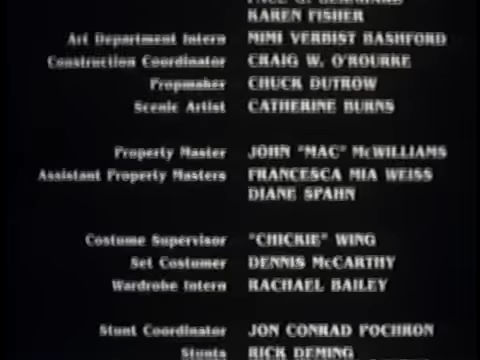 KAREN FISHER
Art Department Intern MIMI VERBIST BASHFORD
Construction Coordinator CRAIG W. O'ROURKE
Propmaker CHUCK DUTROW
Scenic Artist CATHERINE BURNS
Property Master JOHN "MAC" McWILLIAMS
Assistant Property Masters FRANCESCA MIA WEISS
DIANE SPAHN
Costume Supervisor "CHICKIE" WING
Set Costumer DENNIS McCARTHY
Wardrobe Intern RACHAEL BAILEY
Stunt Coordinator JON CONRAD POCHRON
Stunts RICK DEMING